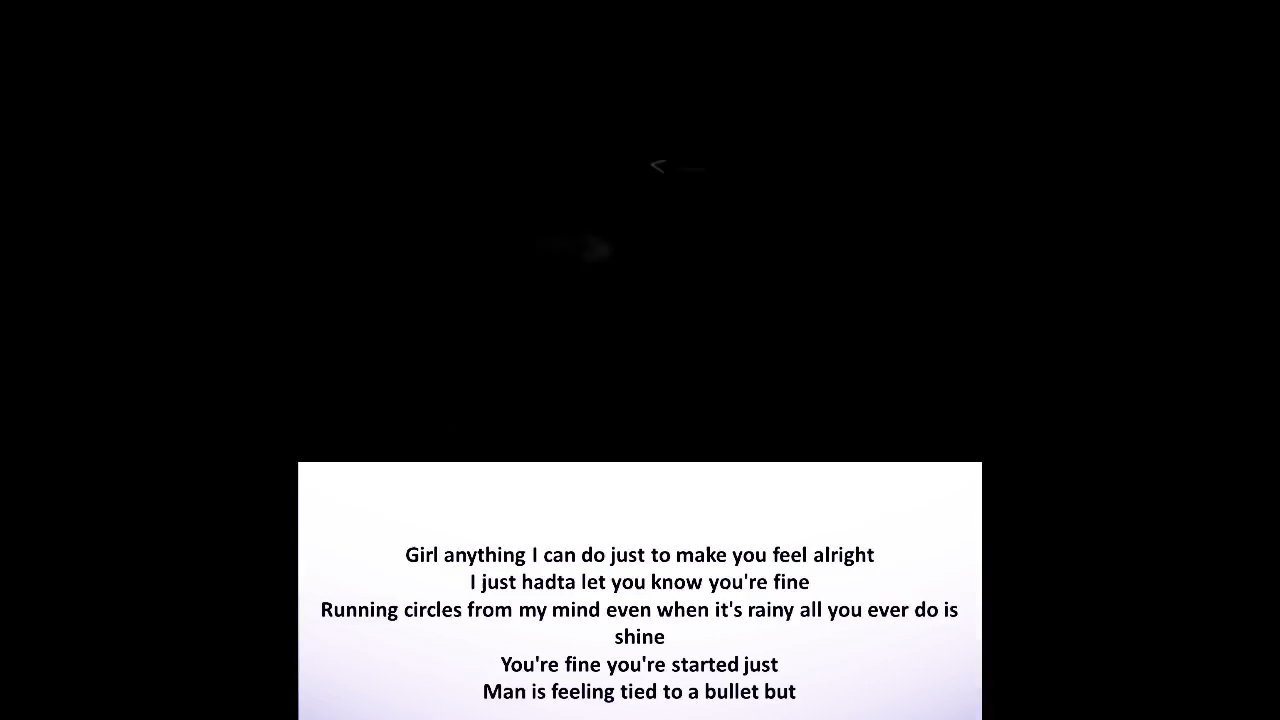 Girl anything I can do just to make you feel alright
I just hadta let you know you're fine
Running circles from my mind even when it's rainy all you ever do is
shine
You're fine you're started just
Man is feeling tied to a bullet but